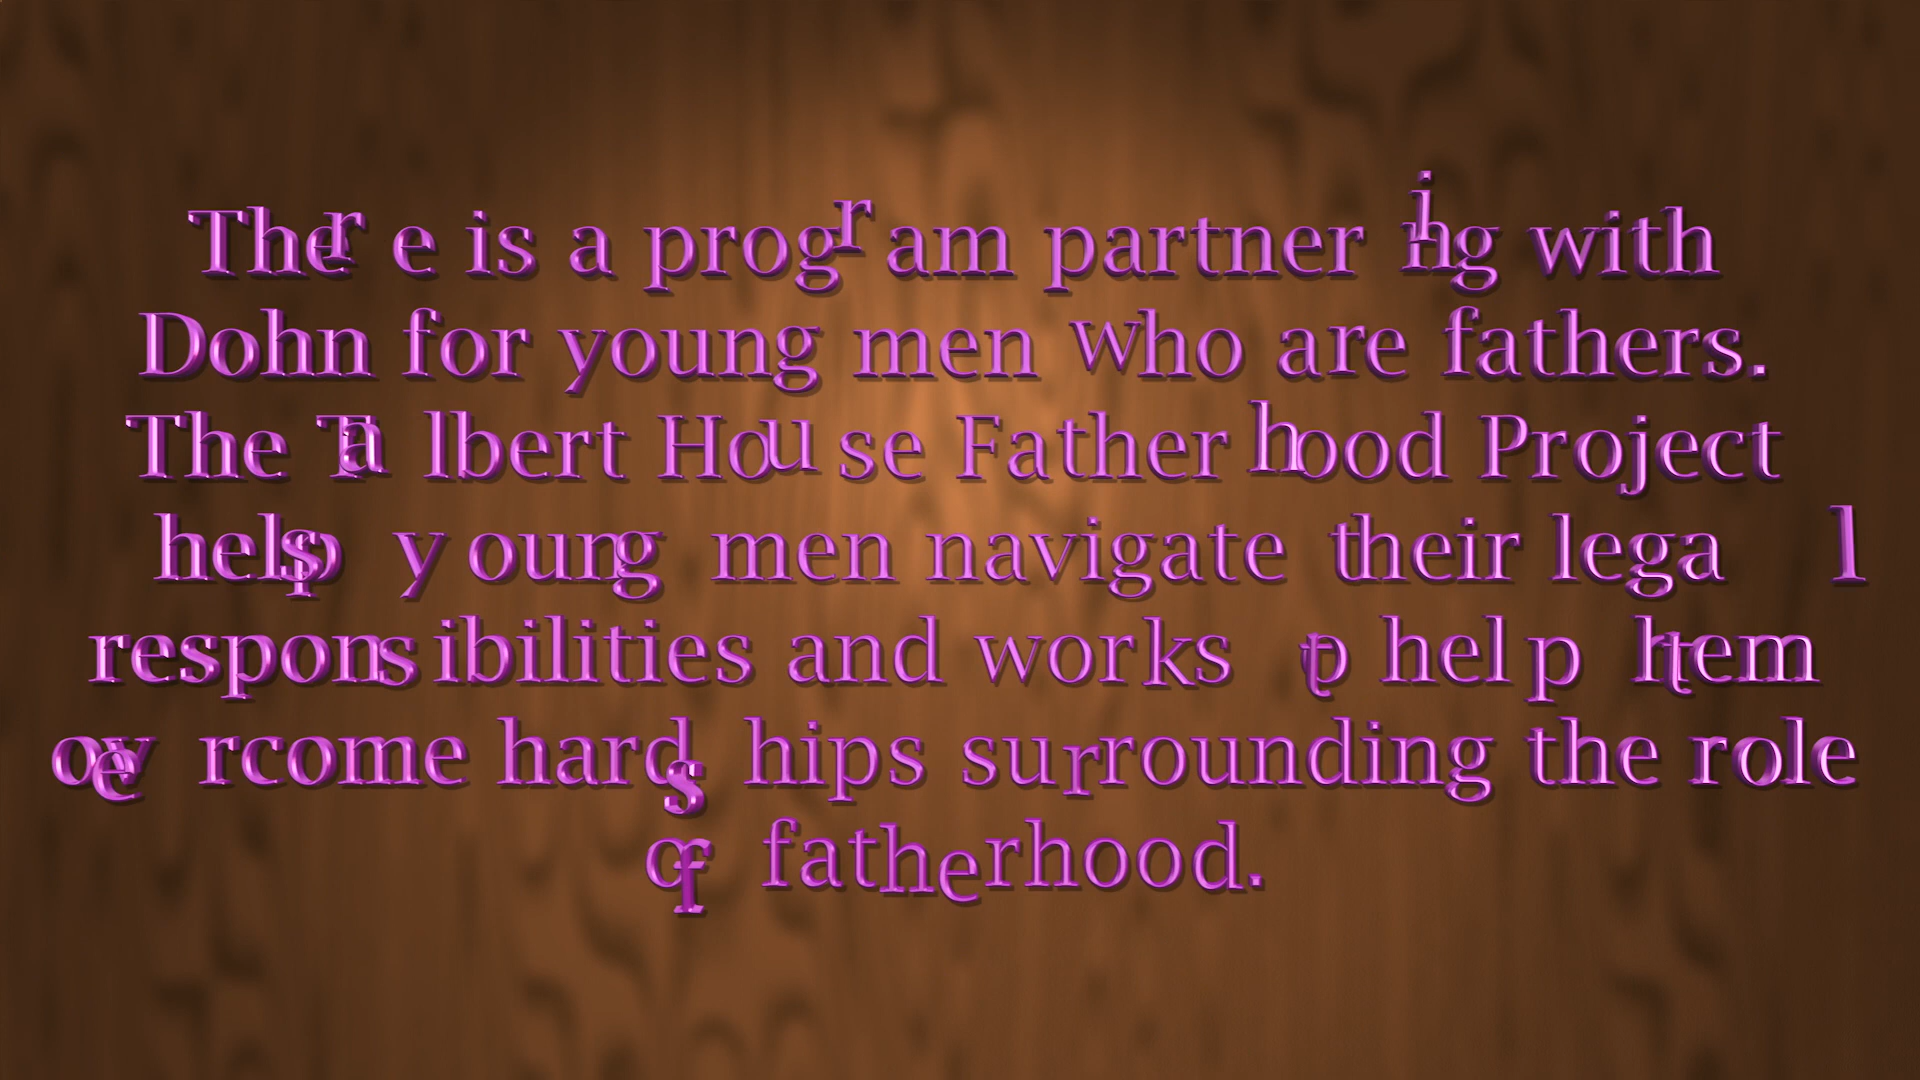 There is a program partnering with
Dohn for young men who are fathers.
The Talbert House Fatherhood Project
helps young men navigate their legal
responsibilities and works to help them
overcome hardships surrounding the role
of fatherhood.